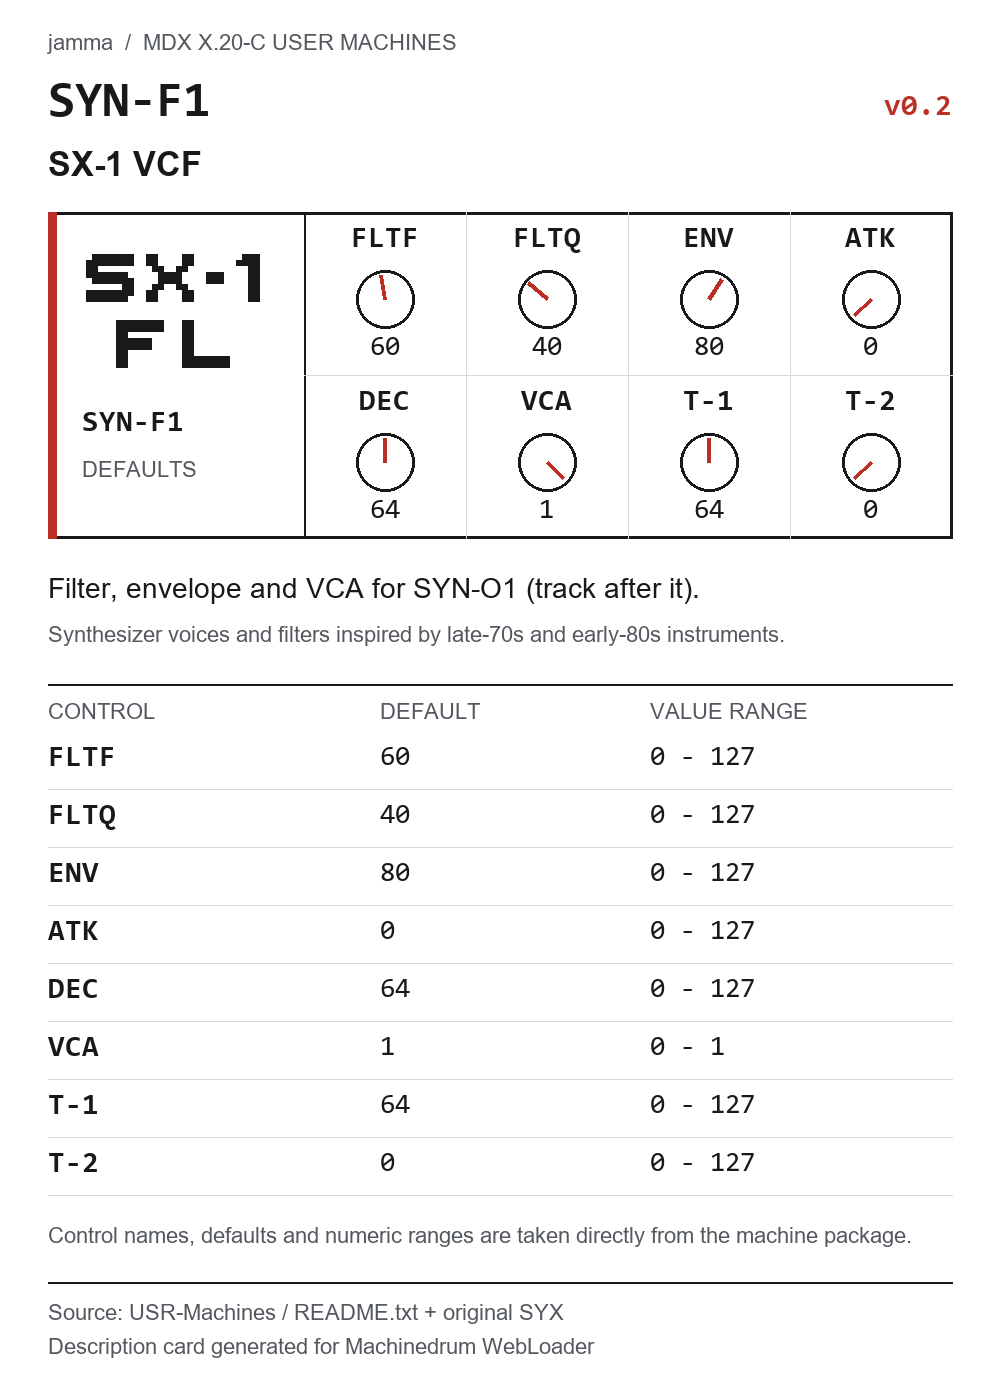 jamma / MDX X.20-C USER MACHINES
SYN-F1
v0.2
SX-1 VCF
SX-1
FL
SYN-F1
DEFAULTS
FLTF FLTQ ENV ATK
60 40 80 0
DEC VCA T-1 T-2
64 1 64 0
Filter, envelope and VCA for SYN-O1 (track after it).
Synthesizer voices and filters inspired by late-70s and early-80s instruments.
CONTROL DEFAULT VALUE RANGE
FLTF 60 0 - 127
FLTQ 40 0 - 127
ENV 80 0 - 127
ATK 0 0 - 127
DEC 64 0 - 127
VCA 1 0 - 1
T-1 64 0 - 127
T-2 0 0 - 127
Control names, defaults and numeric ranges are taken directly from the machine package.
Source: USR-Machines / README.txt + original SYX
Description card generated for Machinedrum WebLoader